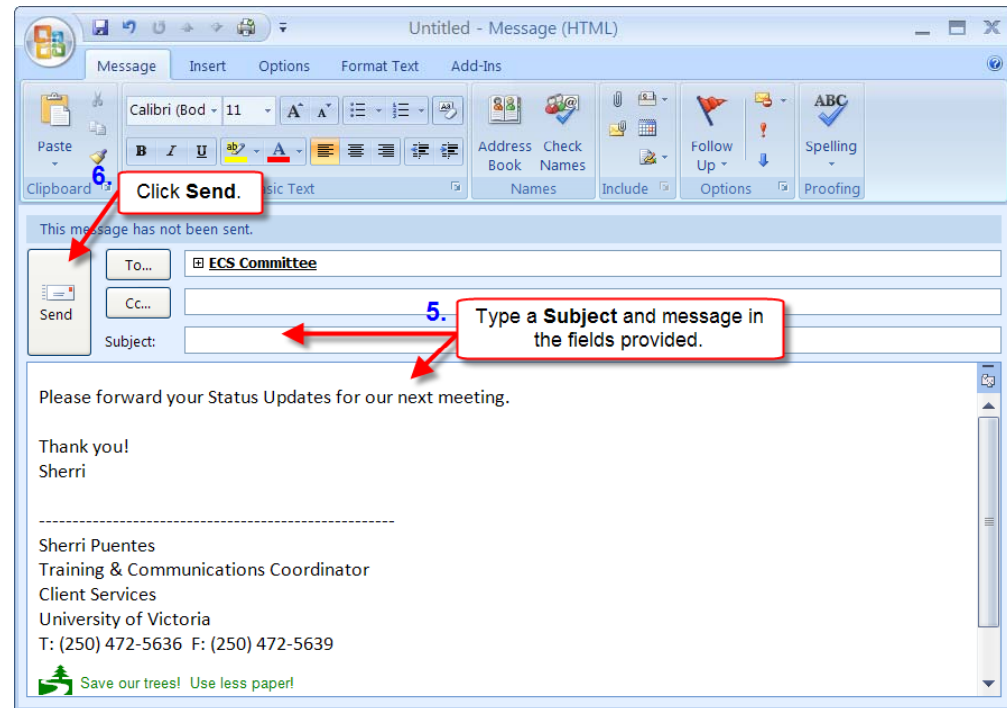 Untitled - Message (HTML)
Message Insert Options Format Text Add-Ins
Calibri (Bod 11
Paste
B I U
Address Book
Check Names
Follow Up
ABC
Spelling
Clipboard
sic Text
Names
Include
Options
Proofing
6.
Click Send.
This message has not been sent.
Send
To...
ECS Committee
Cc...
5.
Type a Subject and message in
the fields provided.
Subject:
Please forward your Status Updates for our next meeting.
Thank you!
Sherri
-----------------------------------------------------
Sherri Puentes
Training & Communications Coordinator
Client Services
University of Victoria
T: (250) 472-5636 F: (250) 472-5639
Save our trees! Use less paper!